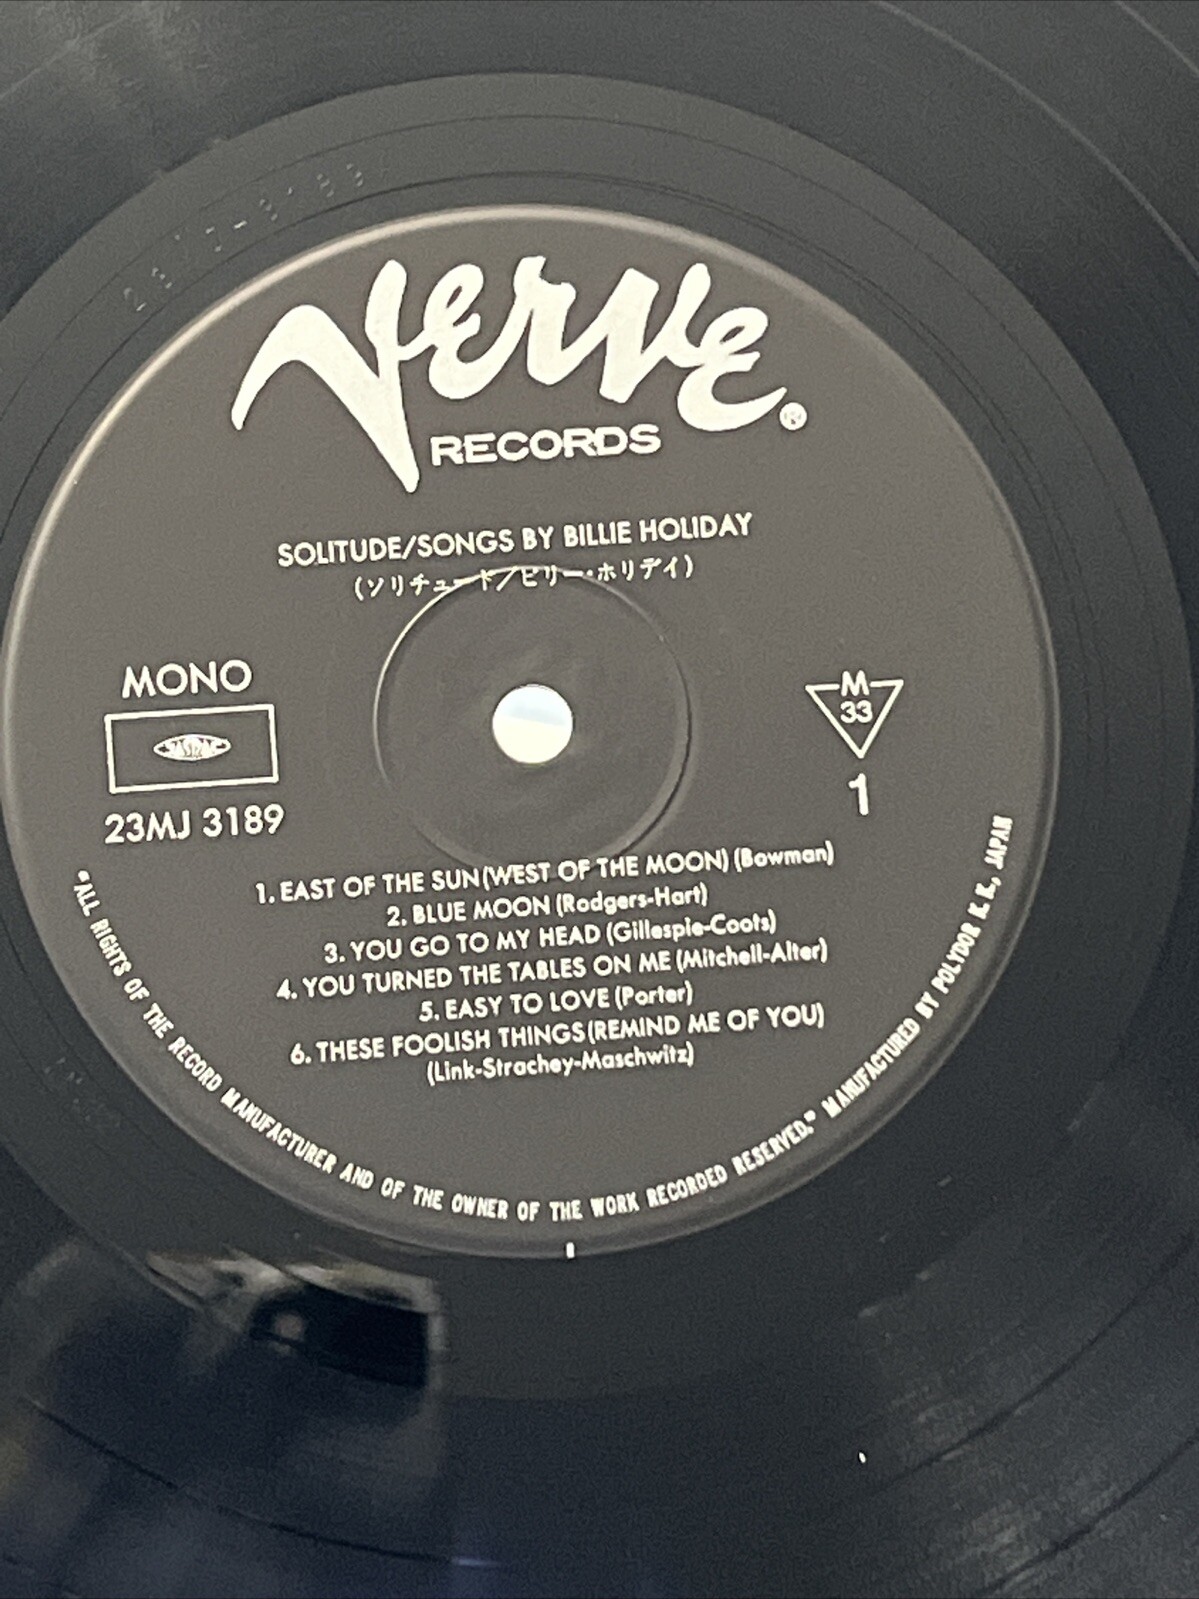 Verve®
RECORDS
SOLITUDE/SONGS BY BILLIE HOLIDAY
(ソリチュード/ビリー・ホリデイ)
MONO
JASRAC
23MJ 3189
M
33
1
1. EAST OF THE SUN(WEST OF THE MOON) (Bowman)
2. BLUE MOON (Rodgers-Hart)
3. YOU GO TO MY HEAD (Gillespie-Coots)
4. YOU TURNED THE TABLES ON ME (Mitchell-Alter)
5. EASY TO LOVE (Porter)
6. THESE FOOLISH THINGS(REMIND ME OF YOU)
(Link-Strachey-Maschwitz)
"ALL RIGHTS OF THE RECORD MANUFACTURER AND OF THE OWNER OF THE WORK RECORDED RESERVED." MANUFACTURED BY POLYDOR K.K., JAPAN